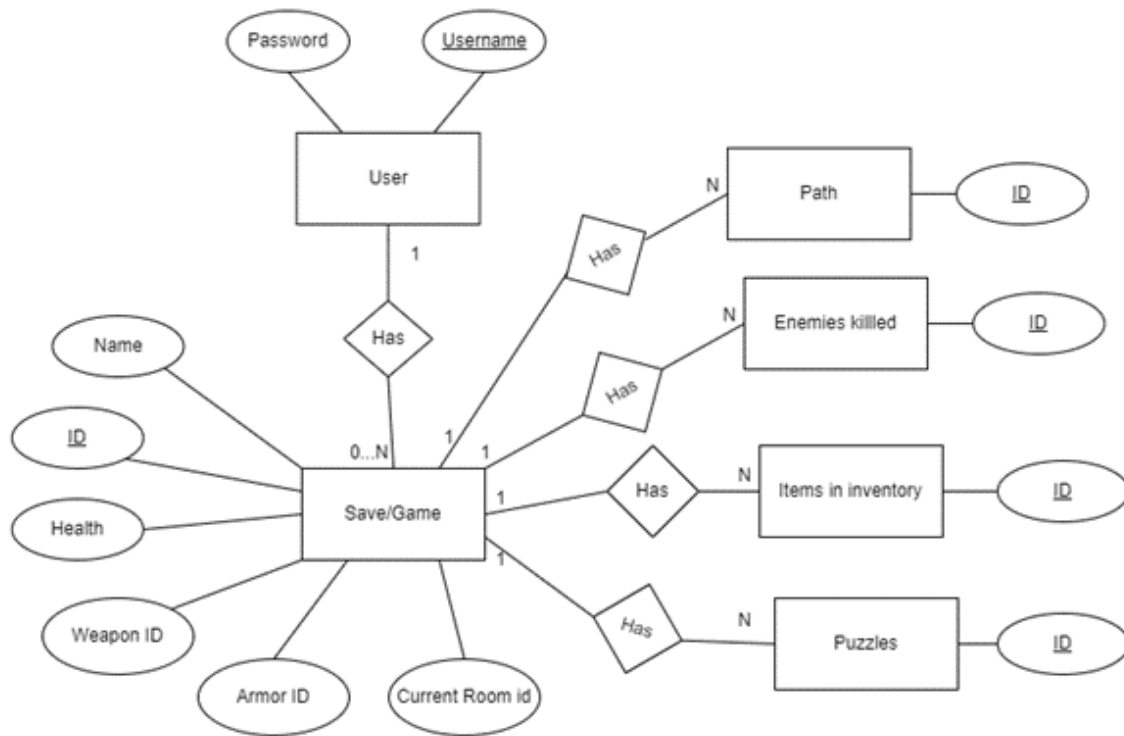 Password
Username
User
1
Has
0...N
Name
ID
Health
Weapon ID
Armor ID
Current Room id
Save/Game
1
Has
N
Path
ID
1
Has
N
Enemies killled
ID
1
Has
N
Items in inventory
ID
1
Has
N
Puzzles
ID